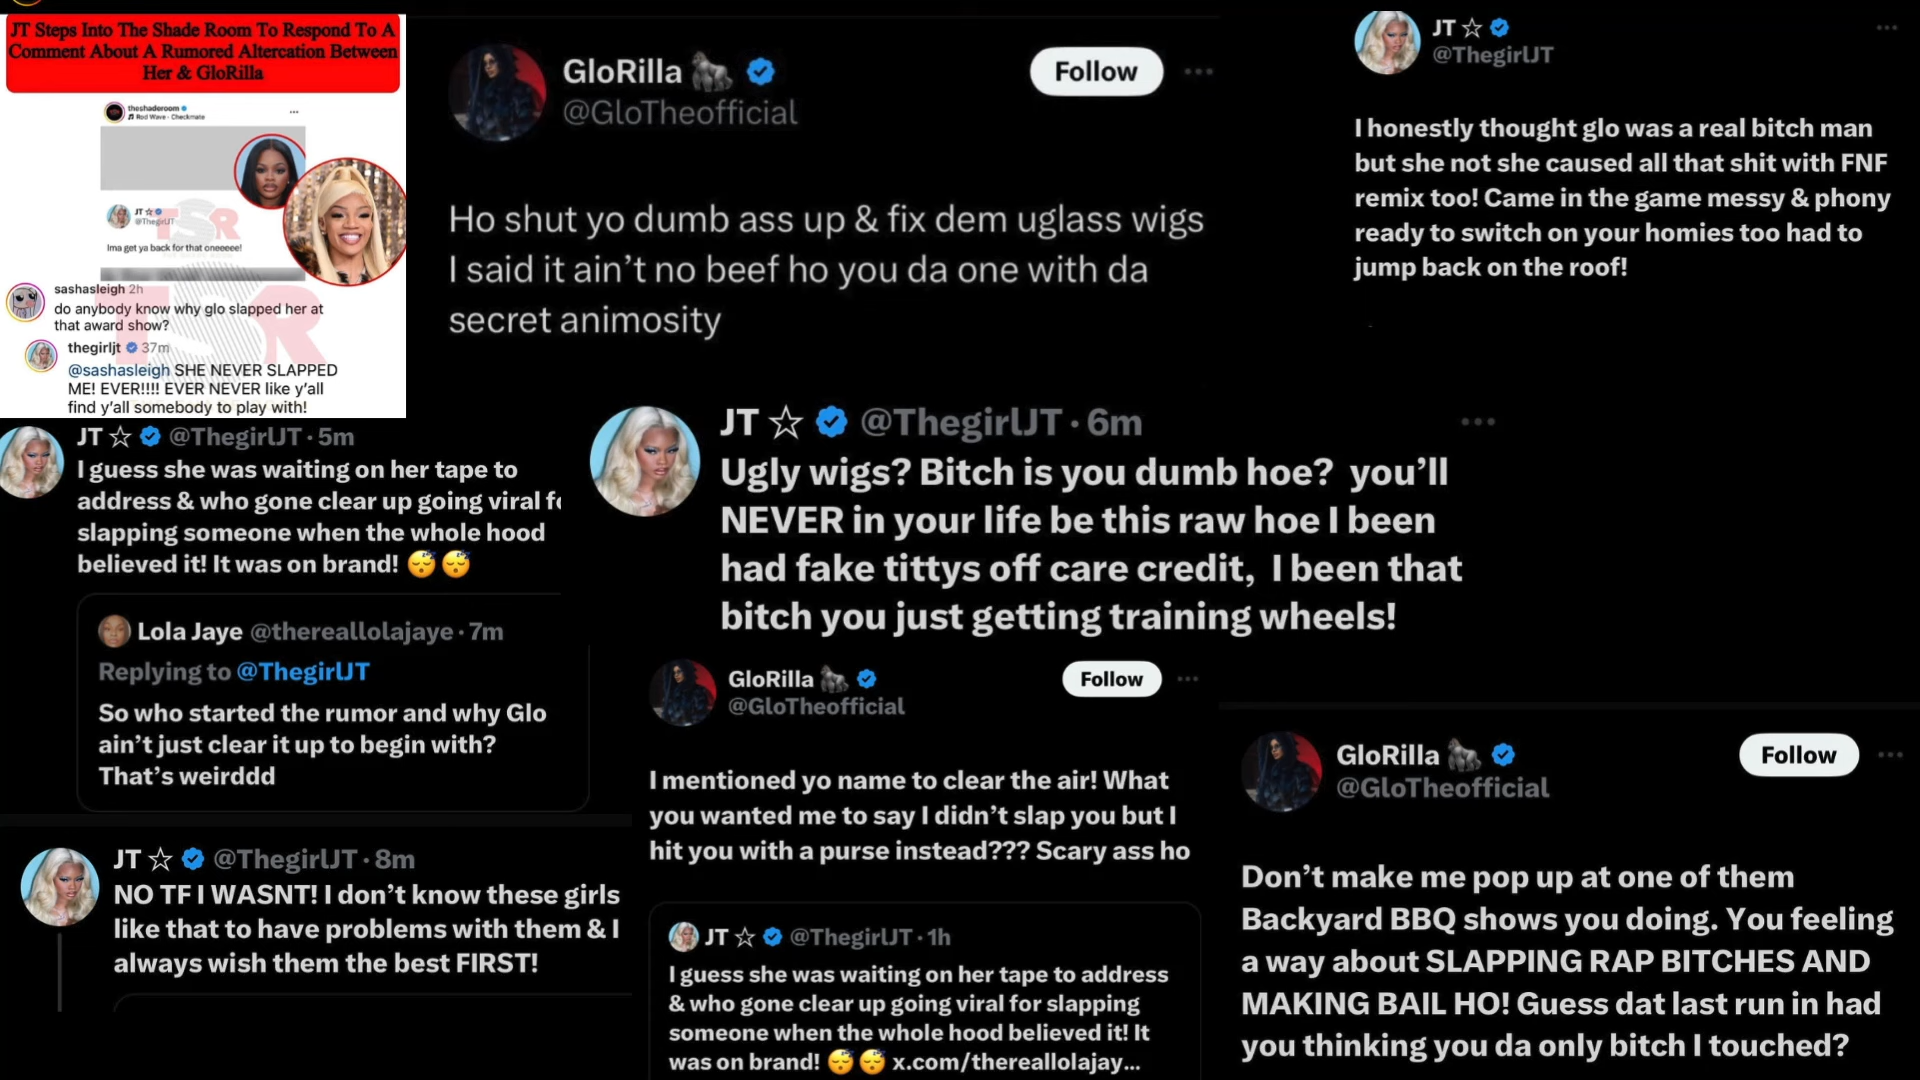 JT Steps Into The Shade Room To Respond To A
Comment About A Rumored Altercation Between
Her & GloRilla
theshaderoom
♫ Rod Wave - Checkmate
...
JT ☆
@ThegirlJT
TSR
Ima get ya back for that oneeeee!
TSR
sashasleigh 2h
do anybody know why glo slapped her at
that award show?
thegirljt 37m
@sashasleigh SHE NEVER SLAPPED
ME! EVER!!!! EVER NEVER like y'all
find y'all somebody to play with!
GloRilla 🦍
@GloTheofficial
Follow
...
Ho shut yo dumb ass up & fix dem uglass wigs
I said it ain't no beef ho you da one with da
secret animosity
JT ☆
@ThegirlJT
...
I honestly thought glo was a real bitch man
but she not she caused all that shit with FNF
remix too! Came in the game messy & phony
ready to switch on your homies too had to
jump back on the roof!
JT ☆ @ThegirlJT · 5m
I guess she was waiting on her tape to
address & who gone clear up going viral fo
slapping someone when the whole hood
believed it! It was on brand! 😴😴
Lola Jaye @thereallolajaye · 7m
Replying to @ThegirlJT
So who started the rumor and why Glo
ain't just clear it up to begin with?
That's weirddd
JT ☆ @ThegirlJT · 6m
...
Ugly wigs? Bitch is you dumb hoe? you'll
NEVER in your life be this raw hoe I been
had fake tittys off care credit, I been that
bitch you just getting training wheels!
JT ☆ @ThegirlJT · 8m
NO TF I WASNT! I don't know these girls
like that to have problems with them & I
always wish them the best FIRST!
GloRilla 🦍
@GloTheofficial
Follow
...
I mentioned yo name to clear the air! What
you wanted me to say I didn't slap you but I
hit you with a purse instead??? Scary ass ho
JT ☆ @ThegirlJT · 1h
I guess she was waiting on her tape to address
& who gone clear up going viral for slapping
someone when the whole hood believed it! It
was on brand! 😴😴 x.com/thereallolajay...
GloRilla 🦍
@GloTheofficial
Follow
...
Don't make me pop up at one of them
Backyard BBQ shows you doing. You feeling
a way about SLAPPING RAP BITCHES AND
MAKING BAIL HO! Guess dat last run in had
you thinking you da only bitch I touched?